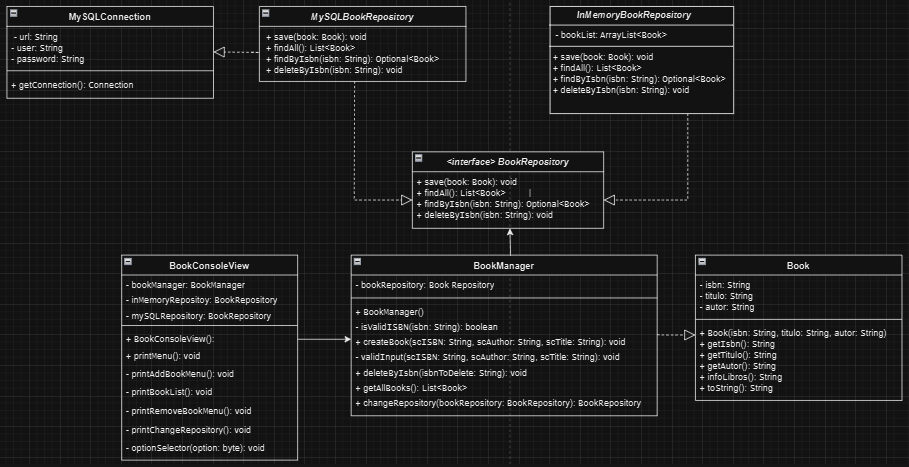 MySQLConnection
- url: String
- user: String
- password: String
+ getConnection(): Connection
MySQLBookRepository
+ save(book: Book): void
+ findAll(): List<Book>
+ findByIsbn(isbn: String): Optional<Book>
+ deleteByIsbn(isbn: String): void
InMemoryBookRepository
- bookList: ArrayList<Book>
+ save(book: Book): void
+ findAll(): List<Book>
+ findByIsbn(isbn: String): Optional<Book>
+ deleteByIsbn(isbn: String): void
<interface> BookRepository
+ save(book: Book): void
+ findAll(): List<Book>
+ findByIsbn(isbn: String): Optional<Book>
+ deleteByIsbn(isbn: String): void
BookConsoleView
- bookManager: BookManager
- inMemoryRepositoy: BookRepository
- mySQLRepository: BookRepository
+ BookConsoleView():
+ printMenu(): void
- printAddBookMenu(): void
- printBookList(): void
- printRemoveBookMenu(): void
- printChangeRepository(): void
- optionSelector(option: byte): void
BookManager
- bookRepository: Book Repository
+ BookManager()
- isValidISBN(isbn: String): boolean
+ createBook(scISBN: String, scAuthor: String, scTitle: String): void
- validInput(scISBN: String, scAuthor: String, scTitle: String): void
+ deleteByIsbn(isbnToDelete: String): void
+ getAllBooks(): List<Book>
+ changeRepository(bookRepository: BookRepository): BookRepository
Book
- isbn: String
- titulo: String
- autor: String
+ Book(isbn: String, titulo: String, autor: String)
+ getIsbn(): String
+ getTitulo(): String
+ getAutor(): String
+ infoLibros(): String
+ toString(): String